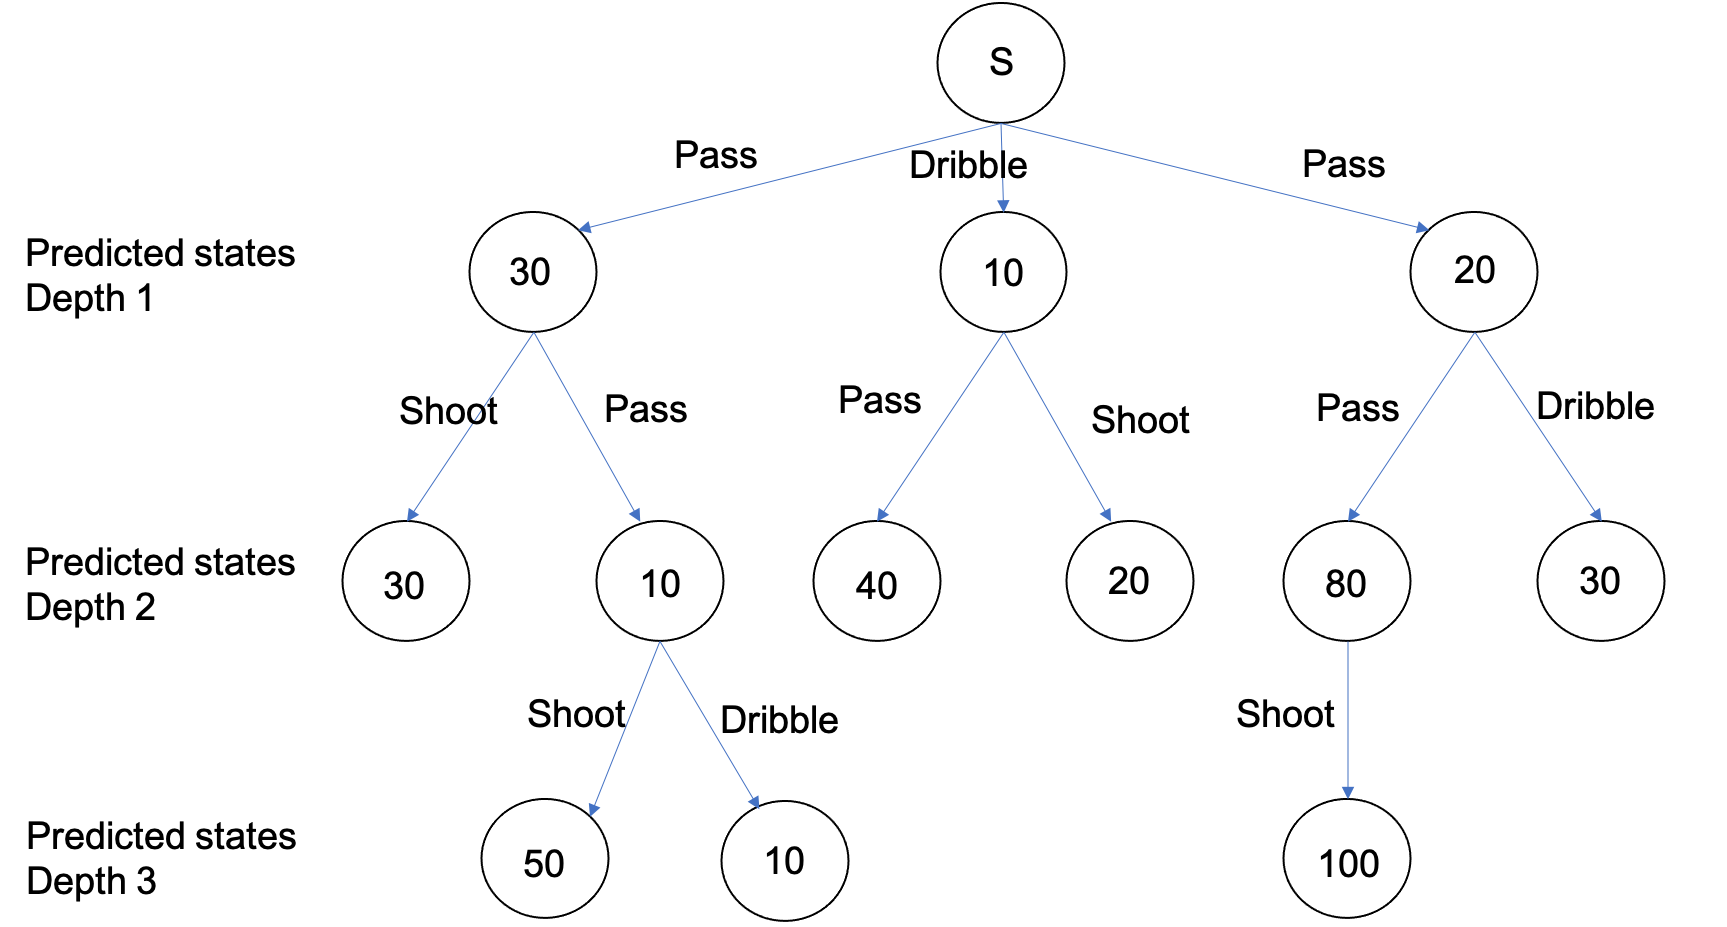 S
Pass
Dribble
Pass
Predicted states
Depth 1
30
10
20
Shoot
Pass
Pass
Shoot
Pass
Dribble
Predicted states
Depth 2
30
10
40
20
80
30
Shoot
Dribble
Shoot
Predicted states
Depth 3
50
10
100